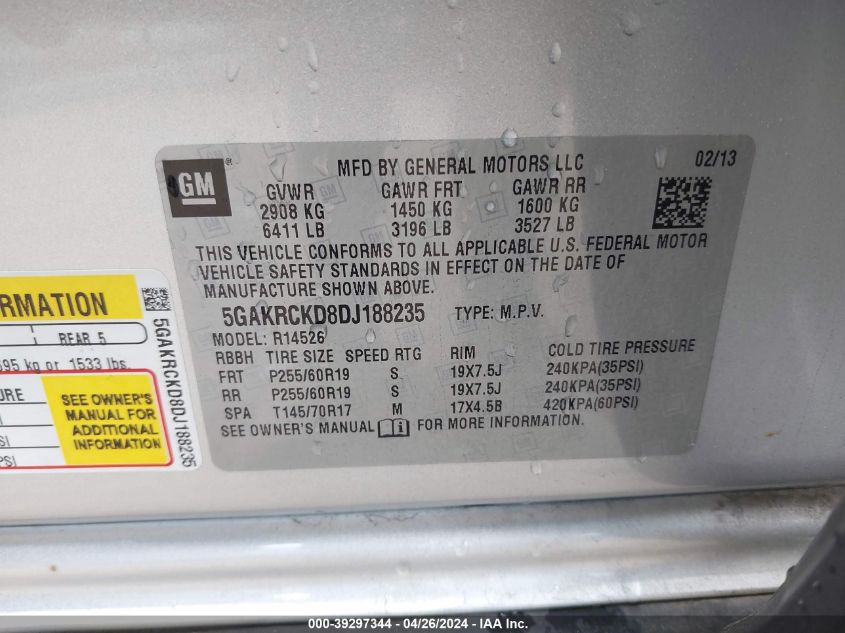 GM ®
MFD BY GENERAL MOTORS LLC 02/13
GVWR GAWR FRT GAWR RR
2908 KG 1450 KG 1600 KG
6411 LB 3196 LB 3527 LB
THIS VEHICLE CONFORMS TO ALL APPLICABLE U.S. FEDERAL MOTOR
VEHICLE SAFETY STANDARDS IN EFFECT ON THE DATE OF
MANUFACTURE SHOWN ABOVE.
5GAKRCKD8DJ188235 TYPE: M.P.V.
MODEL: R14526
RBBH TIRE SIZE SPEED RTG RIM COLD TIRE PRESSURE
FRT P255/60R19 S 19X7.5J 240KPA(35PSI)
RR P255/60R19 S 19X7.5J 240KPA(35PSI)
SPA T145/70R17 M 17X4.5B 420KPA(60PSI)
SEE OWNER'S MANUAL FOR MORE INFORMATION.
RMATION
REAR 5
695 kg or 1533 lbs.
URE
SI
SI
PSI
SEE OWNER'S
MANUAL FOR
ADDITIONAL
INFORMATION
5GAKRCKD8DJ188235
000-39297344 - 04/26/2024 - IAA Inc.